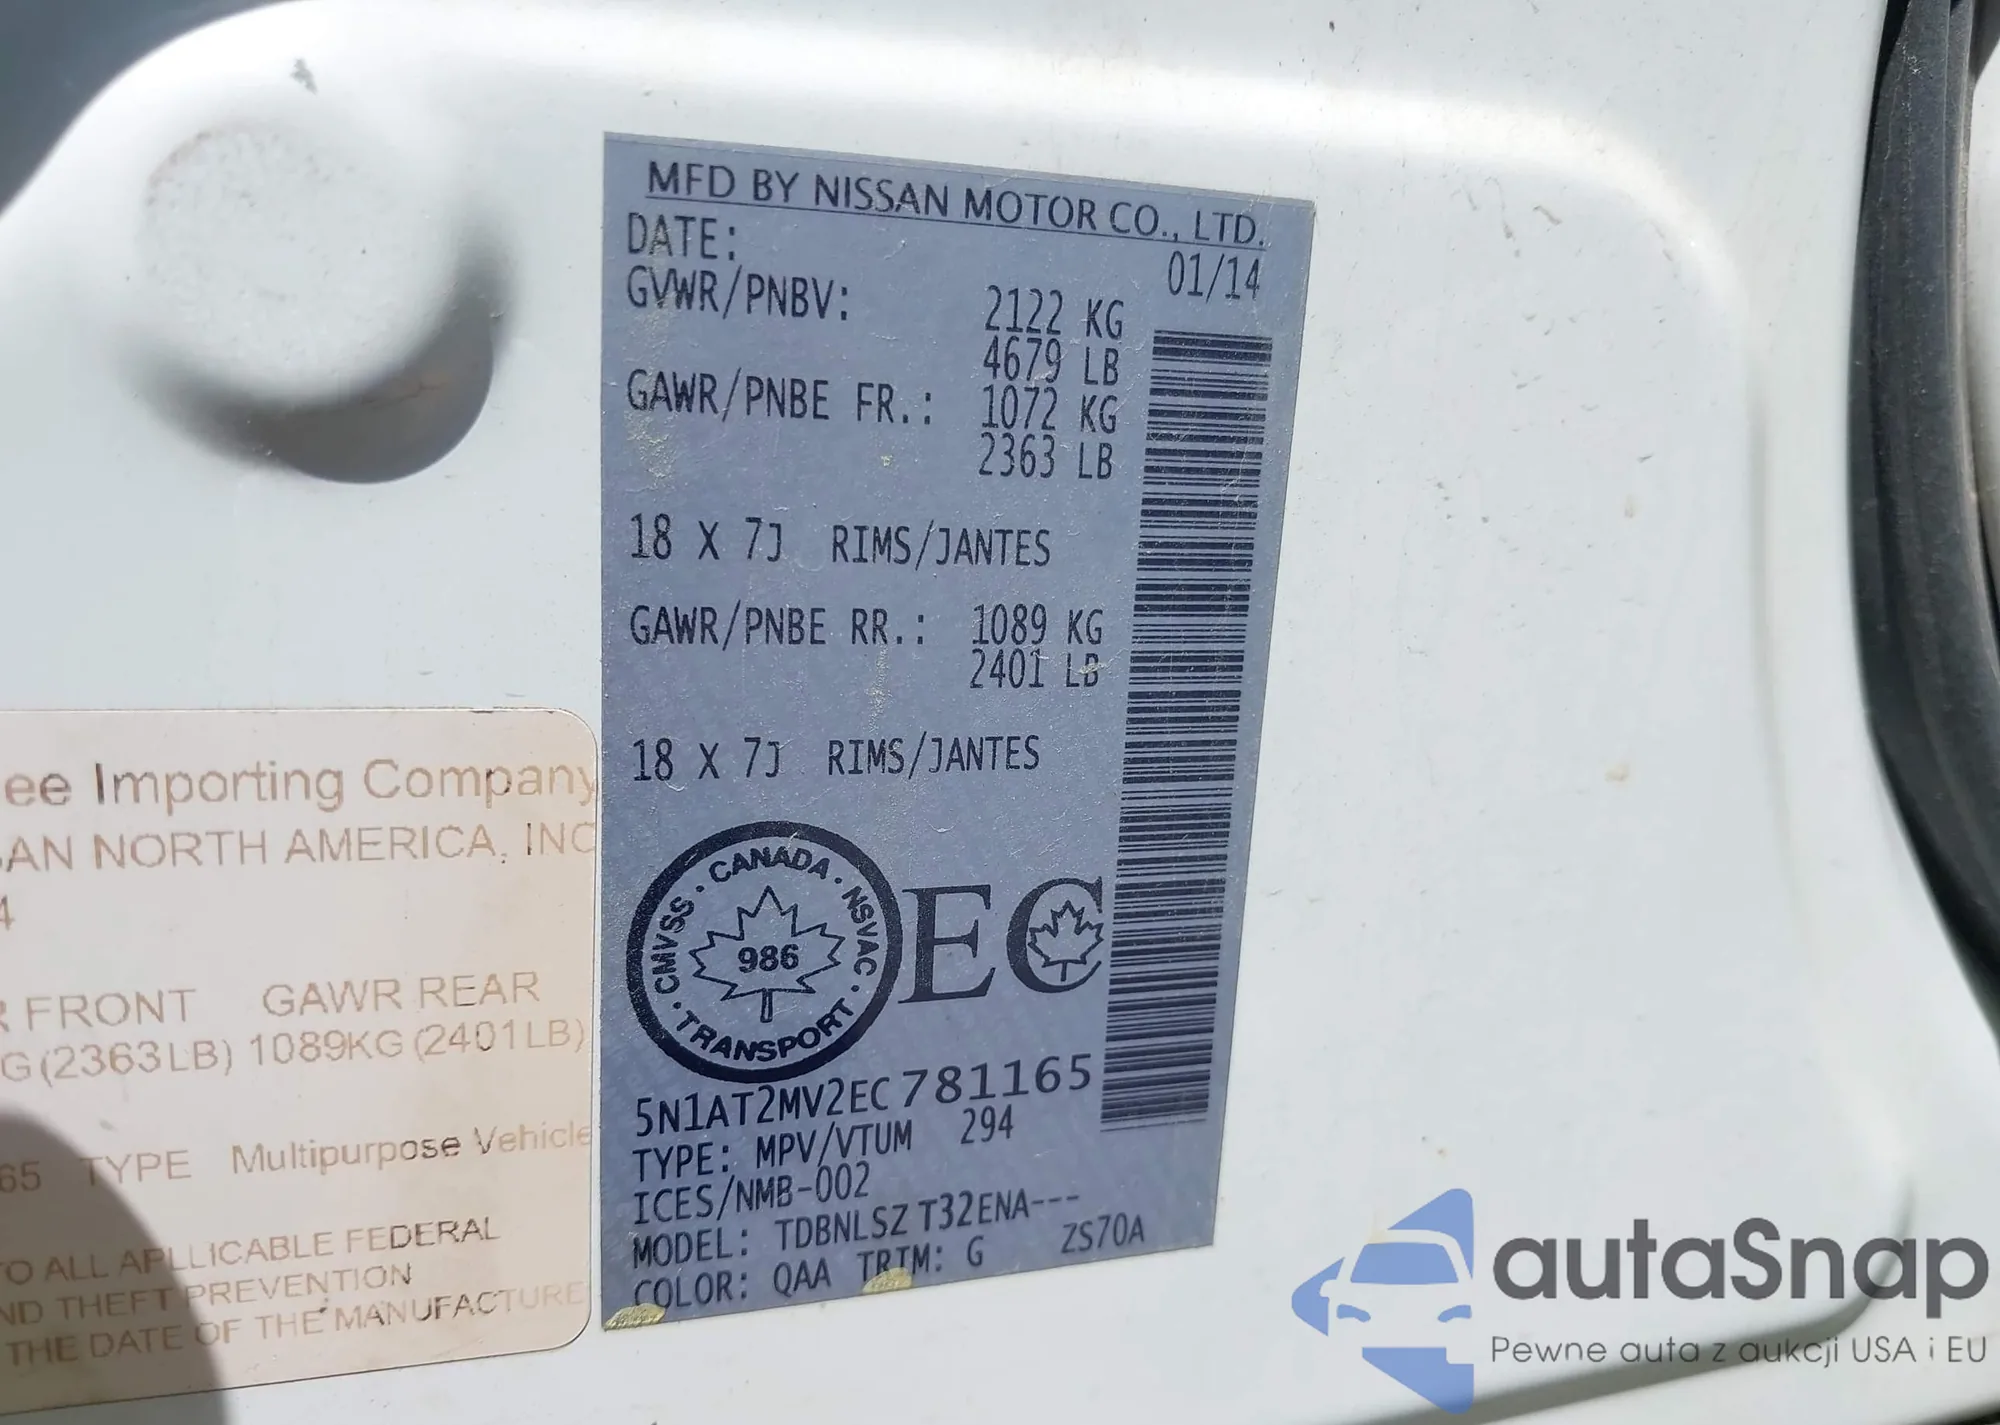 MFD BY NISSAN MOTOR CO., LTD.
DATE: 01/14
GVWR/PNBV: 2122 KG
4679 LB
GAWR/PNBE FR.: 1072 KG
2363 LB
18 X 7J RIMS/JANTES
GAWR/PNBE RR.: 1089 KG
2401 LB
18 X 7J RIMS/JANTES
CANADA · NSVAC · TRANSPORT · CMVSS ·
986
EC
5N1AT2MV2EC781165
TYPE: MPV/VTUM 294
ICES/NMB-002
MODEL: TDBNLSZ T32ENA---
COLOR: QAA TRIM: G ZS70A
ee Importing Company
AN NORTH AMERICA, INC
4
R FRONT GAWR REAR
G (2363LB) 1089KG (2401LB)
65 TYPE Multipurpose Vehicle
O ALL APLLICABLE FEDERAL
ND THEFT PREVENTION
THE DATE OF THE MANUFACTURE
autaSnap
Pewne auta z aukcji USA i EU